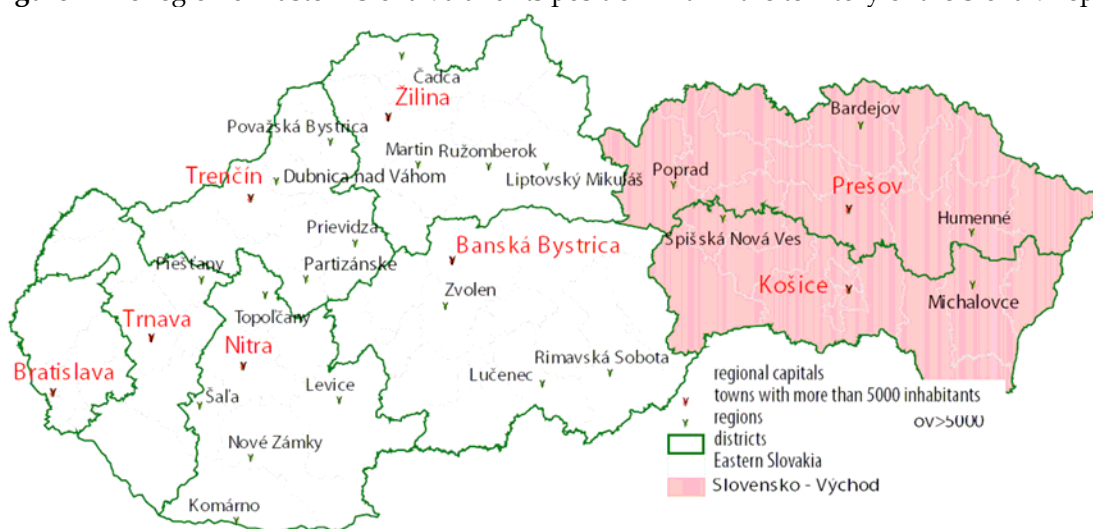 Čadca
Žilina
Bardejov
Považská Bystrica
Martin
Ružomberok
Poprad
Trenčín
Dubnica nad Váhom
Liptovský Mikuláš
Prešov
Humenné
Prievidza
Banská Bystrica
Spišská Nová Ves
Piešťany
Partizánske
Košice
Zvolen
Michalovce
Topoľčany
Trnava
Nitra
Rimavská Sobota
Bratislava
Levice
Lučenec
Šaľa
Nové Zámky
Komárno
regional capitals
towns with more than 5000 inhabitants
regions
ov>5000
districts
Eastern Slovakia
Slovensko - Východ